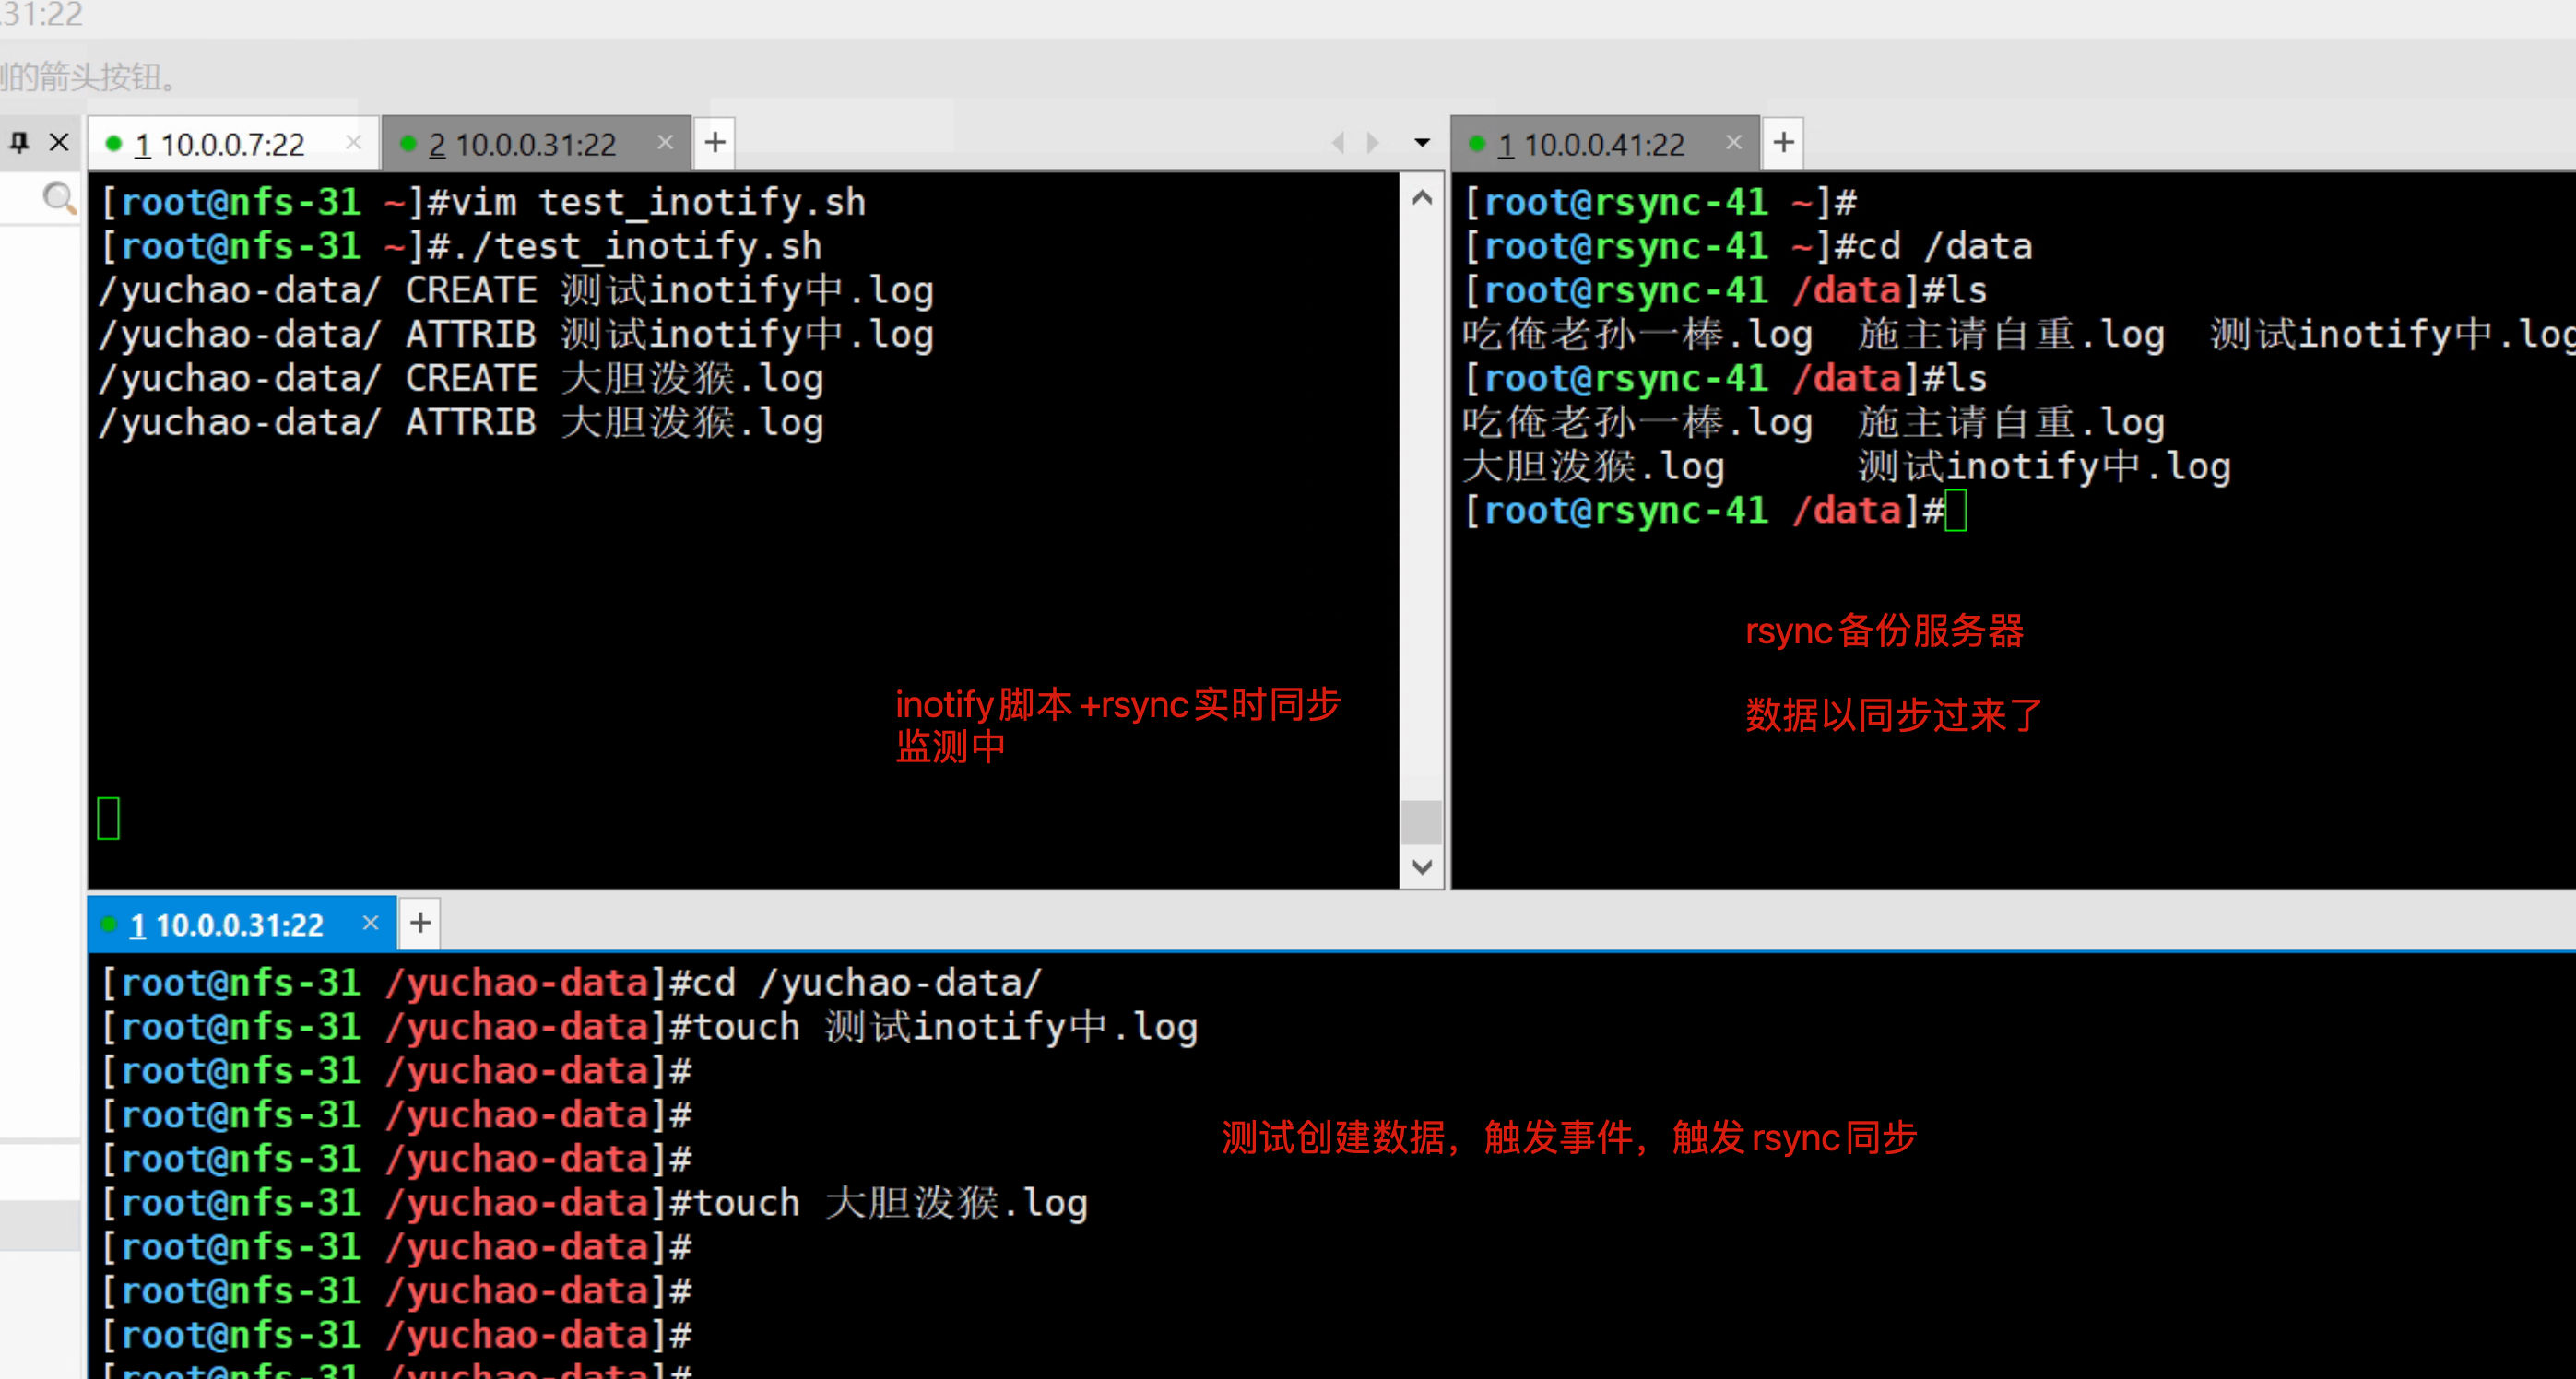 .31:22
的箭头按钮。
1 10.0.0.7:22
2 10.0.0.31:22
[root@nfs-31 ~]#vim test_inotify.sh
[root@nfs-31 ~]#./test_inotify.sh
/yuchao-data/ CREATE 测试inotify中.log
/yuchao-data/ ATTRIB 测试inotify中.log
/yuchao-data/ CREATE 大胆泼猴.log
/yuchao-data/ ATTRIB 大胆泼猴.log
inotify脚本+rsync实时同步
监测中
1 10.0.0.41:22
[root@rsync-41 ~]#
[root@rsync-41 ~]#cd /data
[root@rsync-41 /data]#ls
吃俺老孙一棒.log 施主请自重.log 测试inotify中.log
[root@rsync-41 /data]#ls
吃俺老孙一棒.log 施主请自重.log
大胆泼猴.log 测试inotify中.log
[root@rsync-41 /data]#
rsync备份服务器
数据以同步过来了
1 10.0.0.31:22
[root@nfs-31 /yuchao-data]#cd /yuchao-data/
[root@nfs-31 /yuchao-data]#touch 测试inotify中.log
[root@nfs-31 /yuchao-data]#
[root@nfs-31 /yuchao-data]#
[root@nfs-31 /yuchao-data]#
[root@nfs-31 /yuchao-data]#touch 大胆泼猴.log
[root@nfs-31 /yuchao-data]#
[root@nfs-31 /yuchao-data]#
[root@nfs-31 /yuchao-data]#
[root@nfs-31 /yuchao-data]#
测试创建数据，触发事件，触发rsync同步